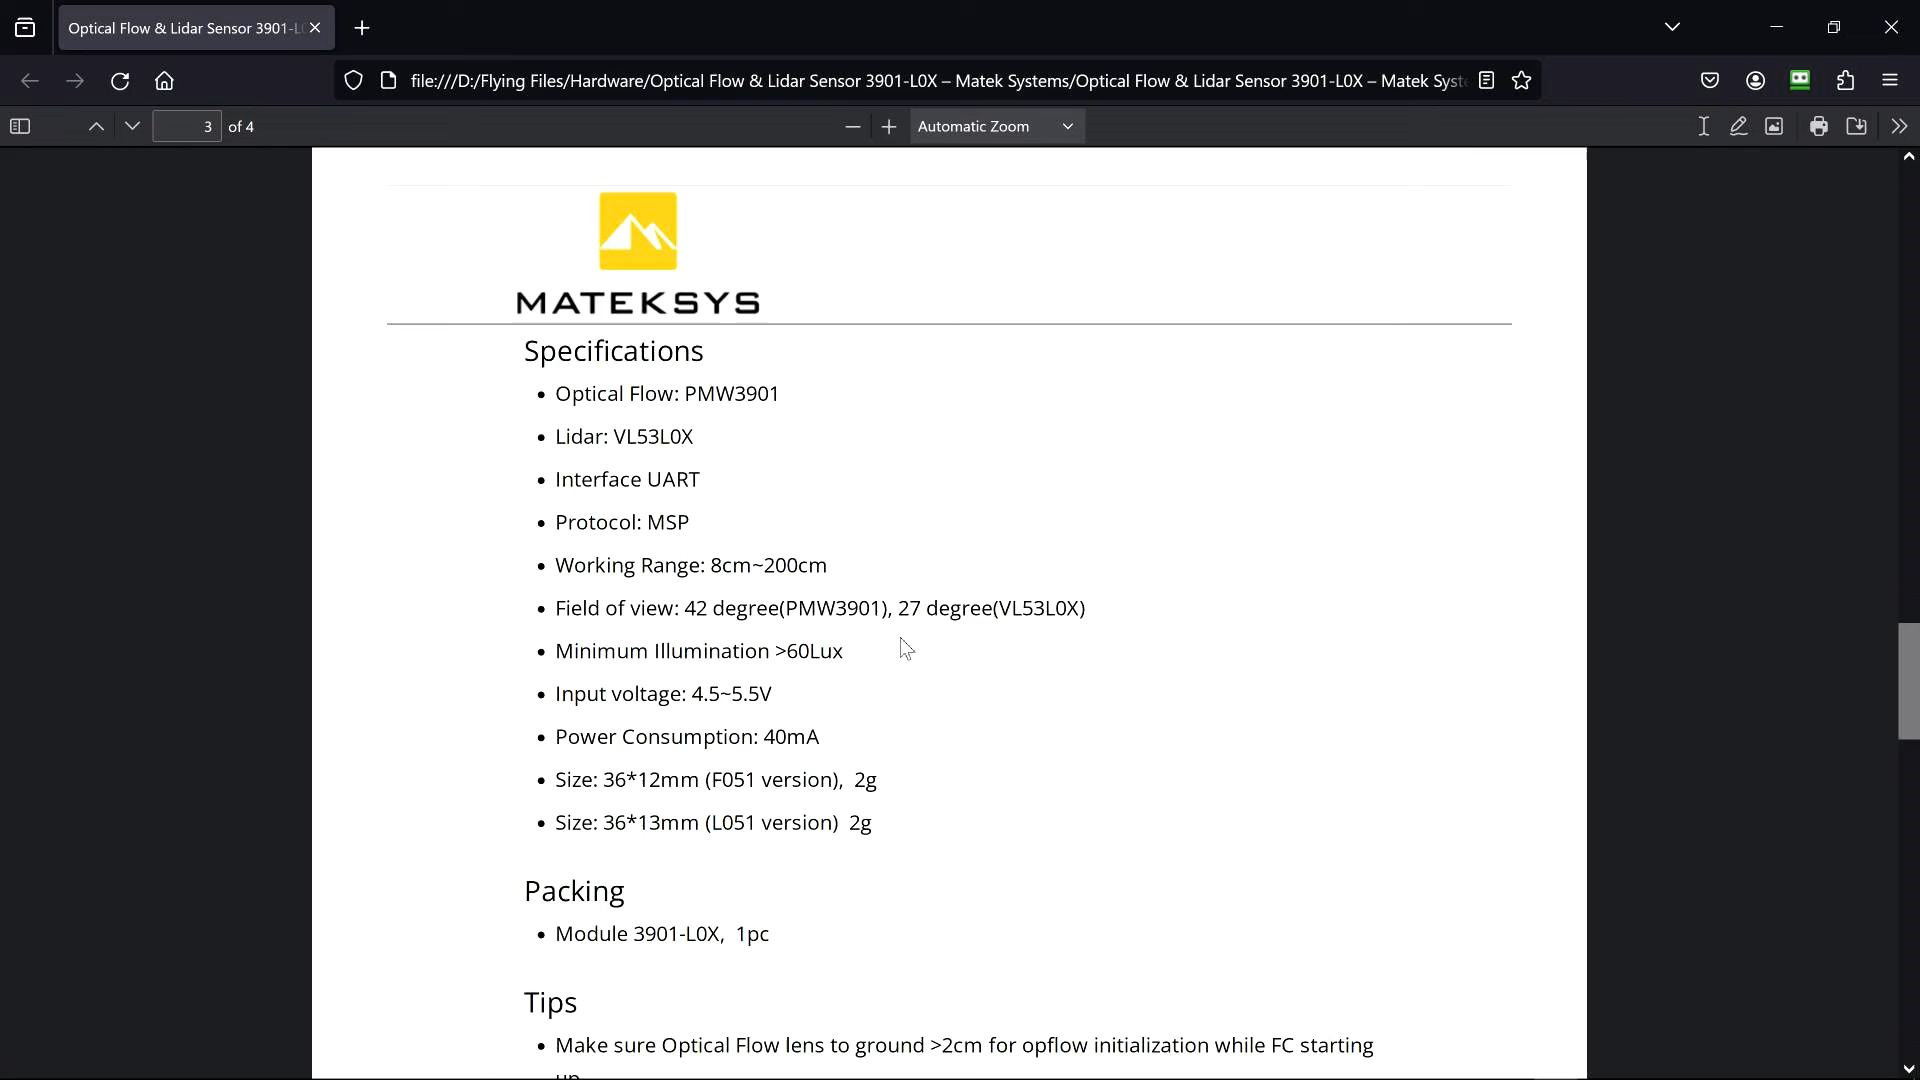 Optical Flow & Lidar Sensor 3901-L
file:///D:/Flying Files/Hardware/Optical Flow & Lidar Sensor 3901-L0X – Matek Systems/Optical Flow & Lidar Sensor 3901-L0X – Matek Syst
3 of 4
Automatic Zoom
MATEKSYS
Specifications
• Optical Flow: PMW3901
• Lidar: VL53L0X
• Interface UART
• Protocol: MSP
• Working Range: 8cm~200cm
• Field of view: 42 degree(PMW3901), 27 degree(VL53L0X)
• Minimum Illumination >60Lux
• Input voltage: 4.5~5.5V
• Power Consumption: 40mA
• Size: 36*12mm (F051 version),  2g
• Size: 36*13mm (L051 version)  2g
Packing
• Module 3901-L0X,  1pc
Tips
• Make sure Optical Flow lens to ground >2cm for opflow initialization while FC starting